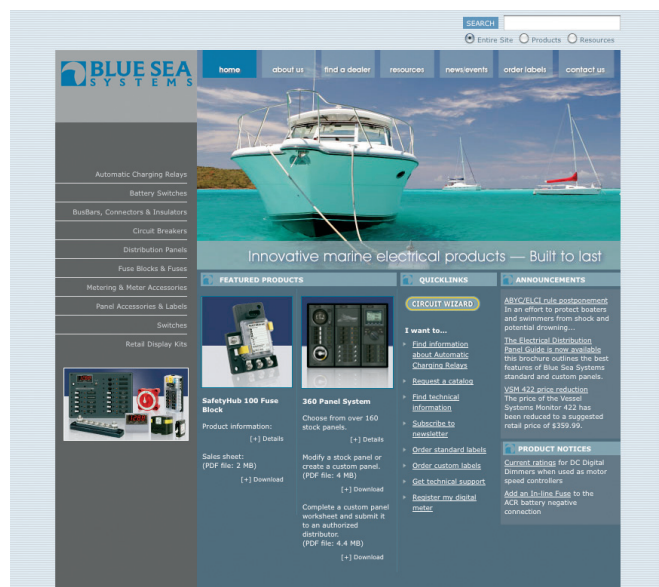 SEARCH
Entire Site Products Resources
BLUE SEA
SYSTEMS
home about us find a dealer resources news/events order labels contact us
Automatic Charging Relays
Battery Switches
BusBars, Connectors & Insulators
Circuit Breakers
Distribution Panels
Fuse Blocks & Fuses
Metering & Meter Accessories
Panel Accessories & Labels
Switches
Retail Display Kits
Innovative marine electrical products — Built to last
FEATURED PRODUCTS
SafetyHub 100 Fuse
Block
Product information:
[+] Details
Sales sheet:
(PDF file: 2 MB)
[+] Download
360 Panel System
Choose from over 160
stock panels.
[+] Details
Modify a stock panel or
create a custom panel.
(PDF file: 4 MB)
[+] Download
Complete a custom panel
worksheet and submit it
to an authorized
distributor.
(PDF file: 4.4 MB)
[+] Download
QUICKLINKS
CIRCUIT WIZARD
I want to...
Find information
about Automatic
Charging Relays
Request a catalog
Find technical
information
Subscribe to
newsletter
Order standard labels
Order custom labels
Get technical support
Register my digital
meter
ANNOUNCEMENTS
ABYC/ELCI rule postponement
In an effort to protect boaters
and swimmers from shock and
potential drowning...
The Electrical Distribution
Panel Guide is now available
this brochure outlines the best
features of Blue Sea Systems
standard and custom panels.
VSM 422 price reduction
The price of the Vessel
Systems Monitor 422 has
been reduced to a suggested
retail price of $359.99.
PRODUCT NOTICES
Current ratings for DC Digital
Dimmers when used as motor
speed controllers
Add an In-line Fuse to the
ACR battery negative
connection